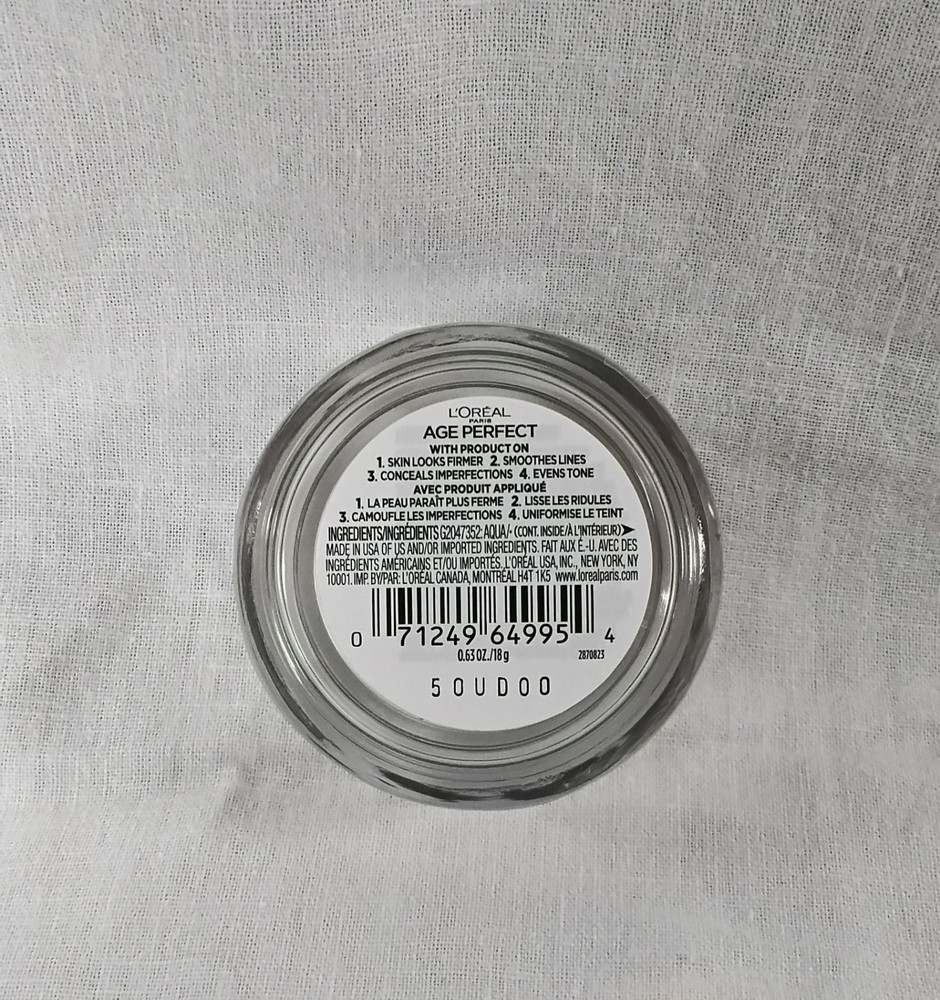 L'ORÉAL
PARIS
AGE PERFECT
WITH PRODUCT ON
1. SKIN LOOKS FIRMER 2. SMOOTHES LINES
3. CONCEALS IMPERFECTIONS 4. EVENS TONE
AVEC PRODUIT APPLIQUÉ
1. LA PEAU PARAÎT PLUS FERME 2. LISSE LES RIDULES
3. CAMOUFLE LES IMPERFECTIONS 4. UNIFORMISE LE TEINT
INGREDIENTS/INGRÉDIENTS G2047352: AQUA/• (CONT. INSIDE/À L'INTÉRIEUR)➤
MADE IN USA OF US AND/OR IMPORTED INGREDIENTS. FAIT AUX É.-U. AVEC DES
INGRÉDIENTS AMÉRICAINS ET/OU IMPORTÉS. L'ORÉAL USA, INC., NEW YORK, NY
10001. IMP. BY/PAR: L'ORÉAL CANADA, MONTRÉAL H4T 1K5 www.lorealparis.com
0 71249 64995 4
0.63 OZ./18 g 2870823
50UD00